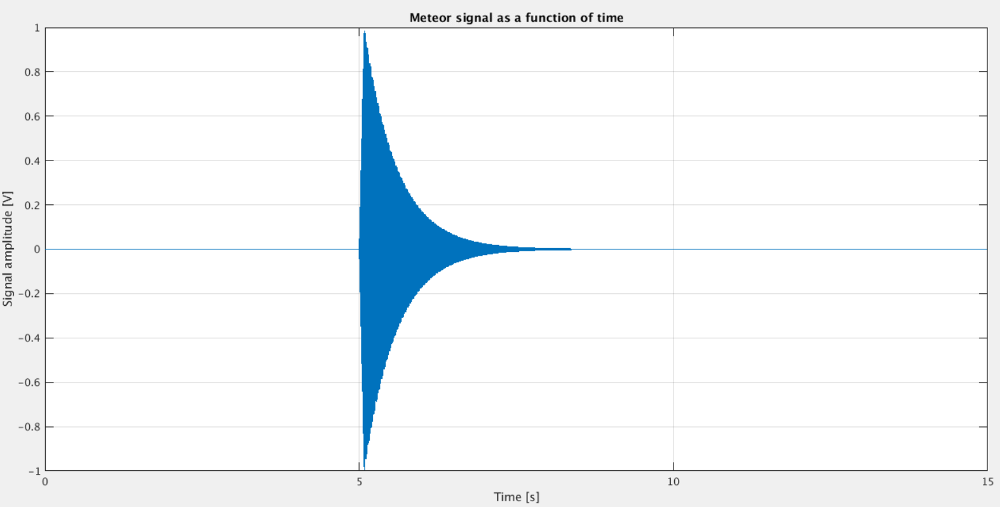 Meteor signal as a function of time
1
0.8
0.6
0.4
0.2
0
-0.2
-0.4
-0.6
-0.8
-1
Signal amplitude [V]
0 5 10 15
Time [s]